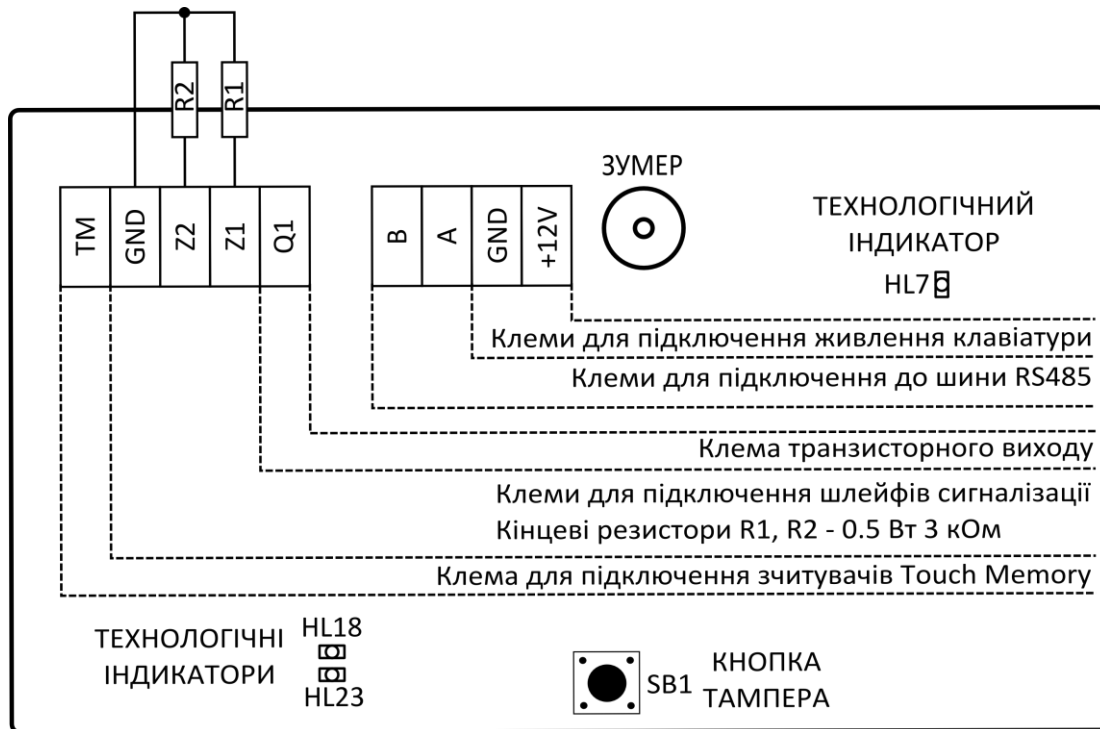 R2
R1
ЗУМЕР
TM
GND
Z2
Z1
Q1
B
A
GND
+12V
ТЕХНОЛОГІЧНИЙ
ІНДИКАТОР
HL7
Клеми для підключення живлення клавіатури
Клеми для підключення до шини RS485
Клема транзисторного виходу
Клеми для підключення шлейфів сигналізації
Кінцеві резистори R1, R2 - 0.5 Вт 3 кОм
Клема для підключення зчитувачів Touch Memory
ТЕХНОЛОГІЧНІ
ІНДИКАТОРИ
HL18
HL23
SB1
КНОПКА
ТАМПЕРА